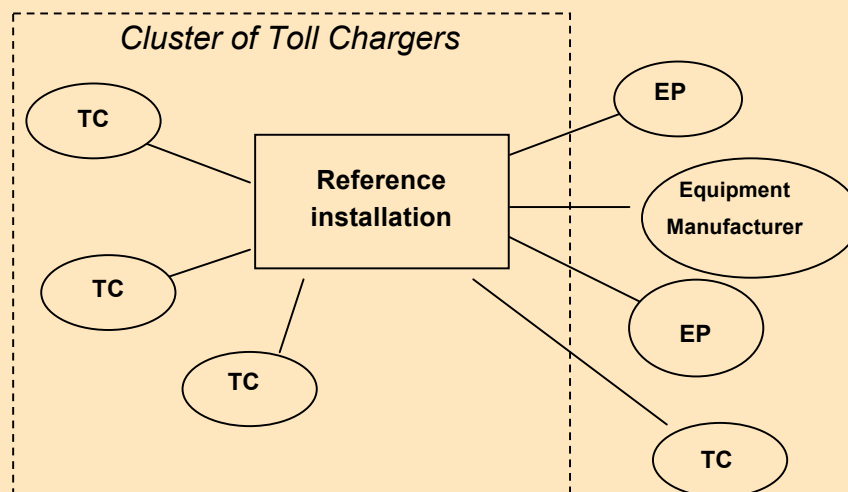 Cluster of Toll Chargers
TC
EP
Reference
installation
Equipment
Manufacturer
TC
EP
TC
TC